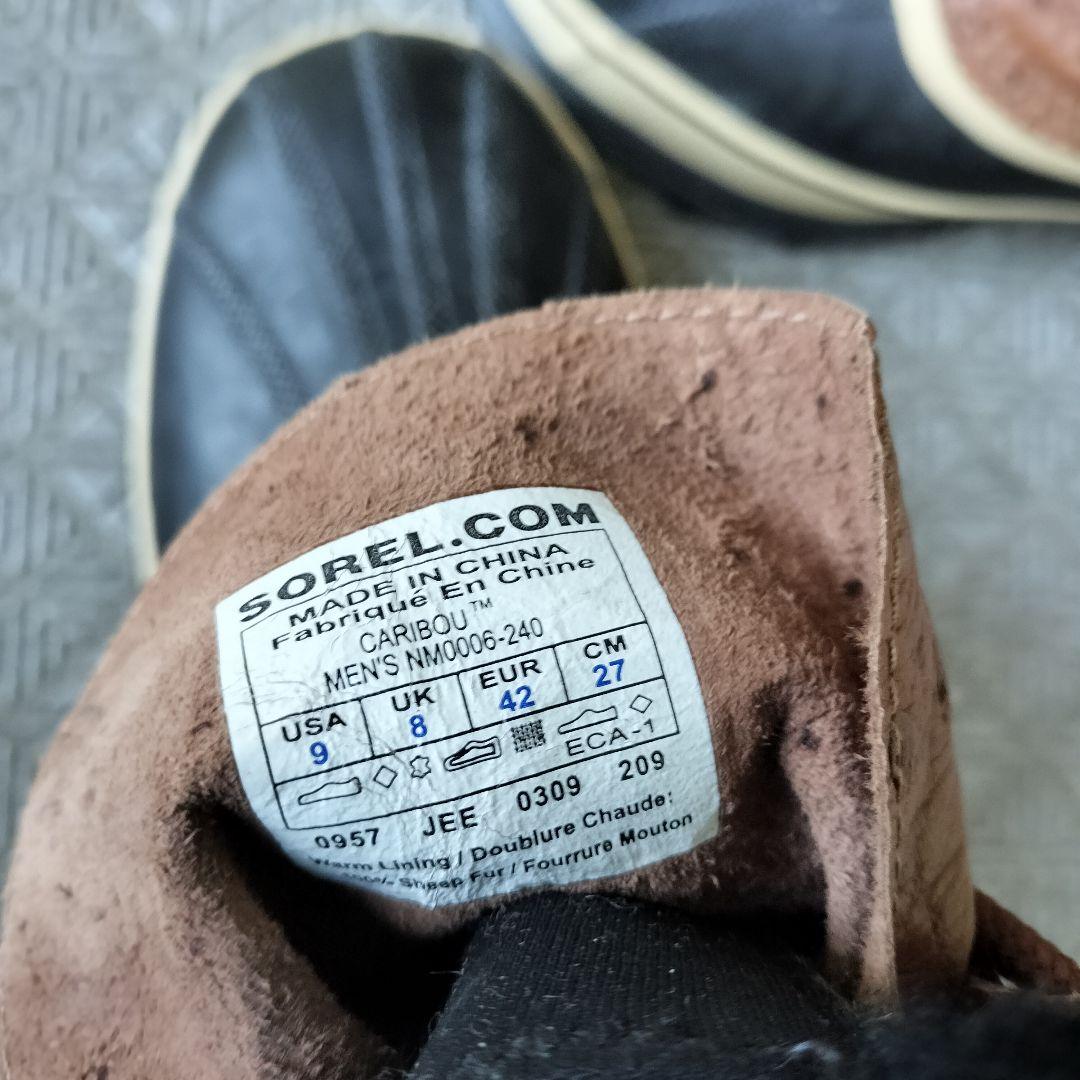 SOREL.COM
MADE IN CHINA
Fabriqué En Chine
CARIBOU™
MEN'S NM0006-240
USA UK EUR CM
9 8 42 27
ECA-1
0957 JEE 0309 209
Warm Lining / Doublure Chaude:
100% Sheep Fur / Fourrure Mouton